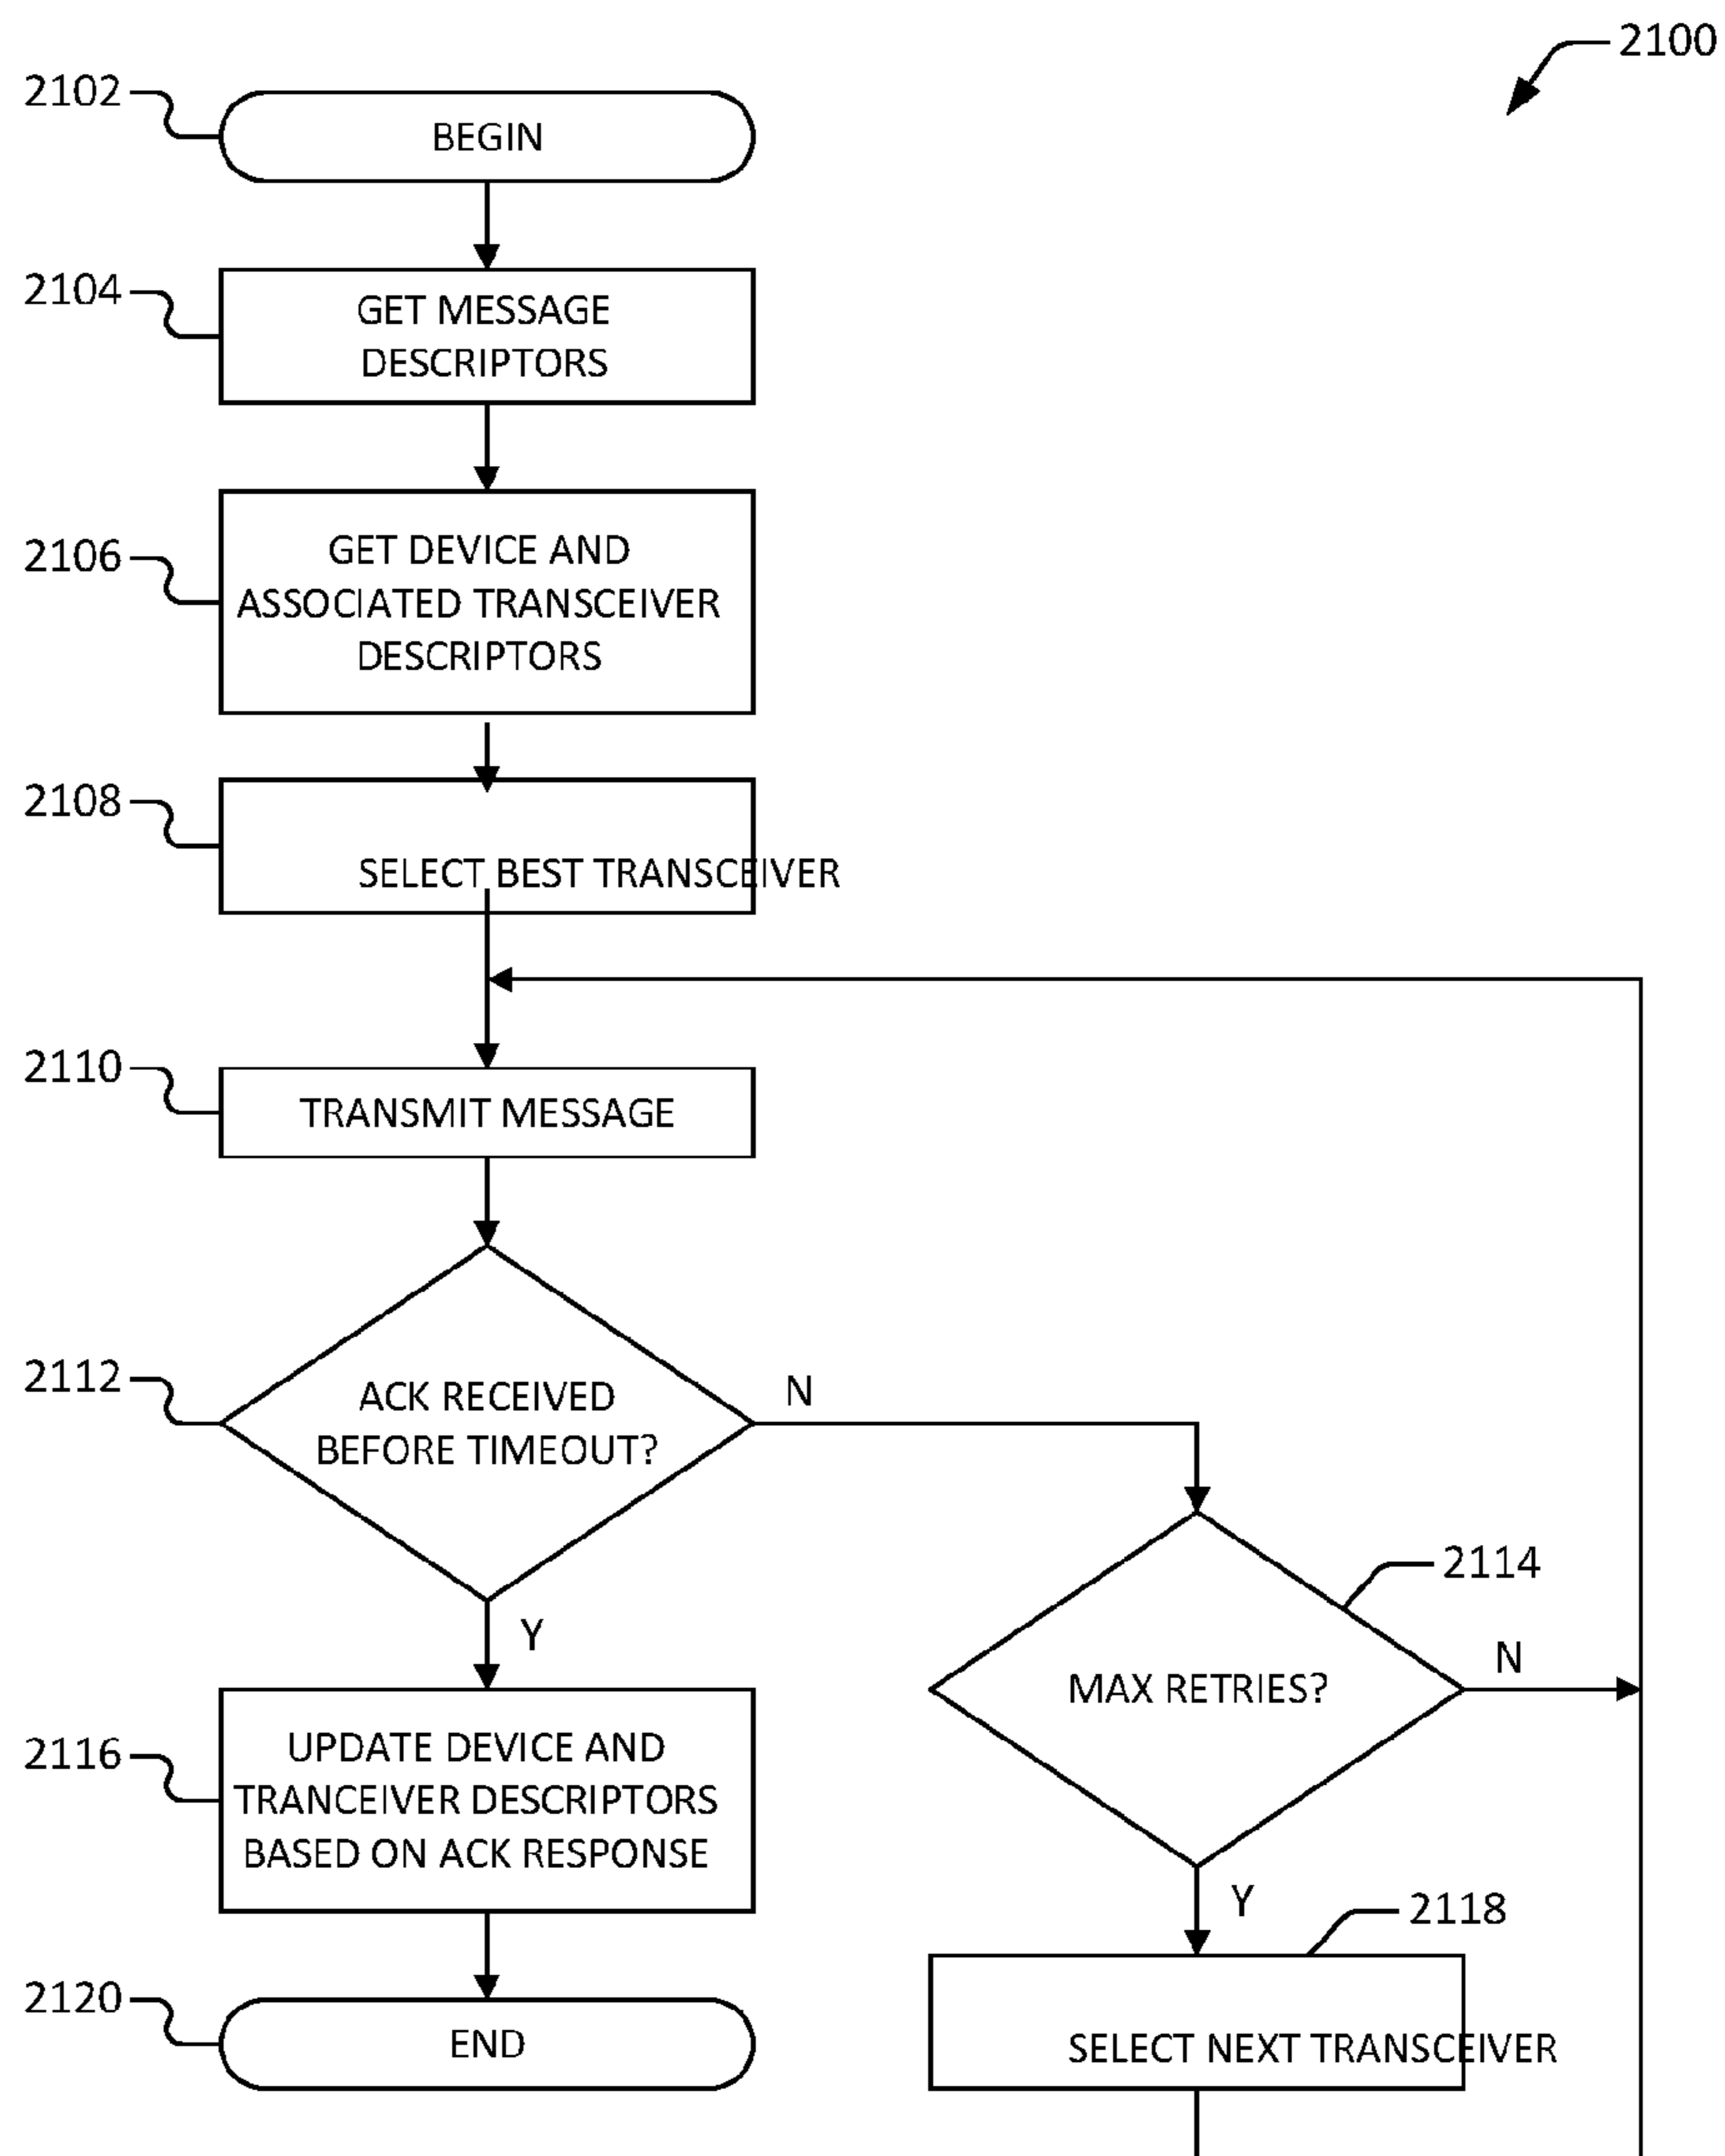 2100
2102
BEGIN
2104
GET MESSAGE
DESCRIPTORS
2106
GET DEVICE AND
ASSOCIATED TRANSCEIVER
DESCRIPTORS
2108
SELECT BEST TRANSCEIVER
2110
TRANSMIT MESSAGE
2112
ACK RECEIVED
BEFORE TIMEOUT?
N
Y
2114
MAX RETRIES?
N
Y
2116
UPDATE DEVICE AND
TRANCEIVER DESCRIPTORS
BASED ON ACK RESPONSE
2118
SELECT NEXT TRANSCEIVER
2120
END